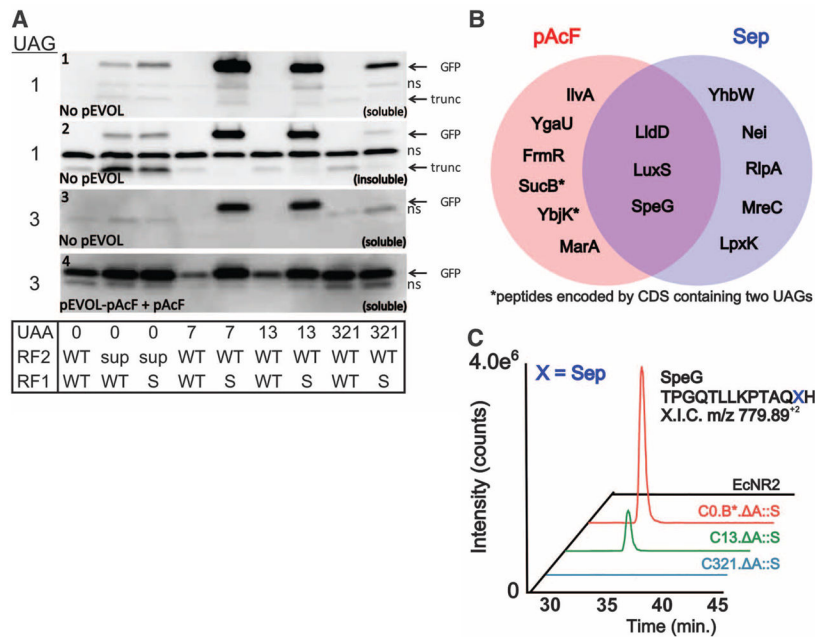 A
UAG
1
1
GFP
ns
trunc
No pEVOL
(soluble)
1
2
GFP
ns
trunc
No pEVOL
(insoluble)
3
3
GFP
ns
No pEVOL
(soluble)
3
4
GFP
ns
pEVOL-pAcF + pAcF
(soluble)
UAA 0 0 0 7 7 13 13 321 321
RF2 WT sup sup WT WT WT WT WT WT
RF1 WT WT S WT S WT S WT S
B
pAcF
Sep
IlvA
YgaU
FrmR
SucB*
YbjK*
MarA
LldD
LuxS
SpeG
YhbW
Nei
RlpA
MreC
LpxK
*peptides encoded by CDS containing two UAGs
C
4.0e⁶
X = Sep
SpeG
TPGQTLLKPTAQXH
X.I.C. m/z 779.89⁺²
Intensity (counts)
EcNR2
C0.B*.ΔA::S
C13.ΔA::S
C321.ΔA::S
0
30 35 40 45
Time (min.)